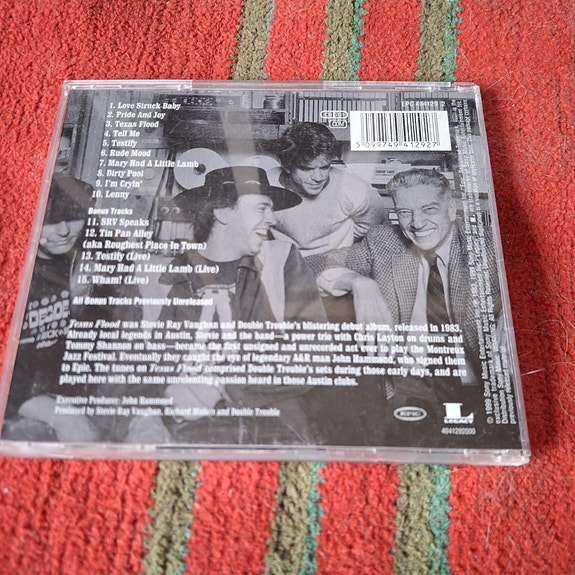 1. Love Struck Baby
2. Pride And Joy
3. Texas Flood
4. Tell Me
5. Testify
6. Rude Mood
7. Mary Had A Little Lamb
8. Dirty Pool
9. I'm Cryin'
10. Lenny
Bonus Tracks
11. SRV Speaks
12. Tin Pan Alley
(aka Roughest Place In Town)
13. Testify (Live)
14. Mary Had A Little Lamb (Live)
15. Wham! (Live)
All Bonus Tracks Previously Unreleased
EPC 494129 2
5 099749 412927
Texas Flood was Stevie Ray Vaughan and Double Trouble's blistering debut album, released in 1983.
Already local legends in Austin, Stevie and the band—a power trio with Chris Layton on drums and
Tommy Shannon on bass—became the first unsigned and unrecorded act ever to play the Montreux
Jazz Festival. Eventually they caught the eye of legendary A&R man John Hammond, who signed them
to Epic. The tunes on Texas Flood comprised Double Trouble's sets during those early days, and are
played here with the same unrelenting passion heard in these Austin clubs.
Executive Producer: John Hammond
Produced by Stevie Ray Vaughan, Richard Mullen and Double Trouble
EPIC
L
LEGACY
4941292000
DECADE